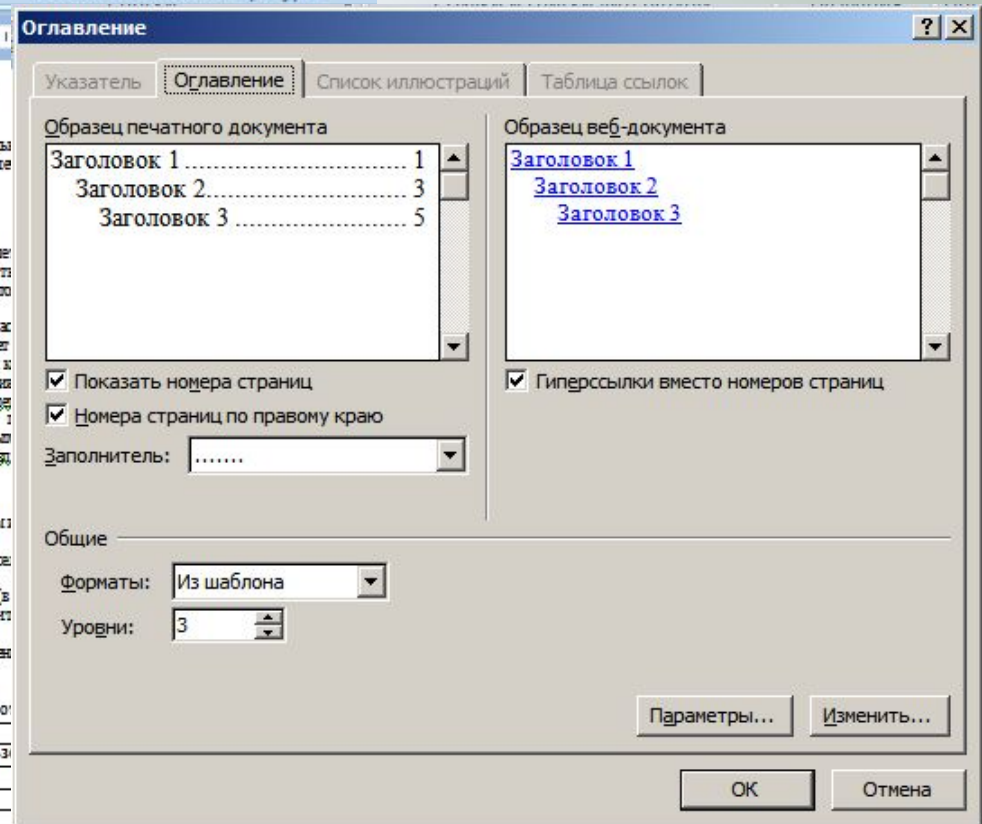 Оглавление
Указатель
Оглавление
Список иллюстраций
Таблица ссылок
Образец печатного документа
Заголовок 1 ........................................ 1
Заголовок 2.................................... 3
Заголовок 3 ............................... 5
Образец веб-документа
Заголовок 1
Заголовок 2
Заголовок 3
Показать номера страниц
Номера страниц по правому краю
Заполнитель: .......
Гиперссылки вместо номеров страниц
Общие
Форматы: Из шаблона
Уровни: 3
Параметры...
Изменить...
ОК
Отмена